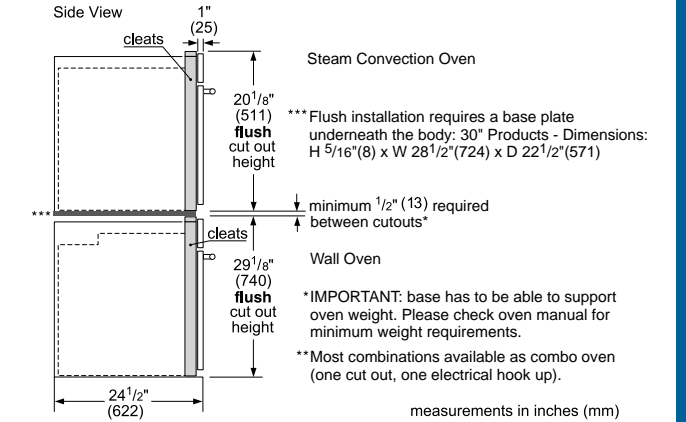 Side View
1"
(25)
cleats
Steam Convection Oven
20 1/8"
(511)
flush
cut out
height
***Flush installation requires a base plate
underneath the body: 30" Products - Dimensions:
H 5/16"(8) x W 28 1/2"(724) x D 22 1/2"(571)
***
minimum 1/2" (13) required
between cutouts*
cleats
Wall Oven
29 1/8"
(740)
flush
cut out
height
*IMPORTANT: base has to be able to support
oven weight. Please check oven manual for
minimum weight requirements.
**Most combinations available as combo oven
(one cut out, one electrical hook up).
24 1/2"
(622)
measurements in inches (mm)